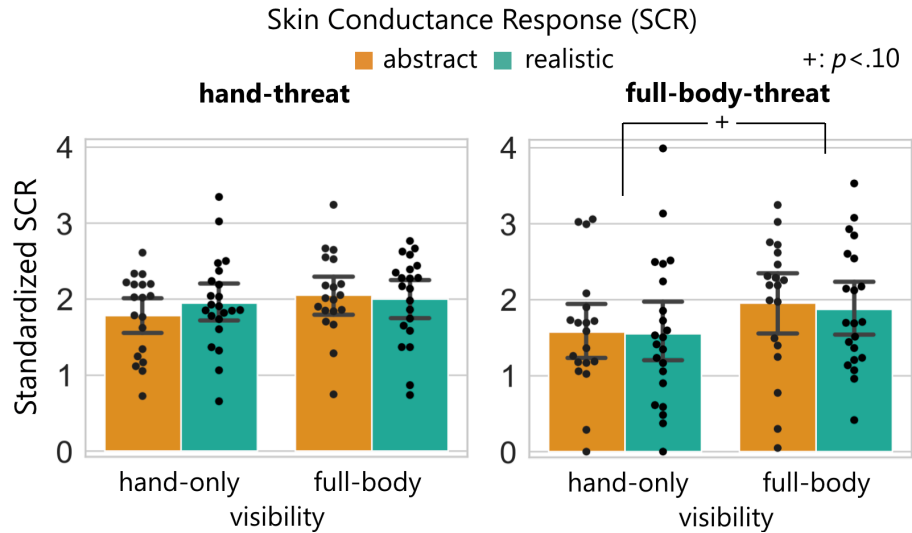 Skin Conductance Response (SCR)
abstract realistic +: p<.10
hand-threat full-body-threat
+
Standardized SCR
4
3
2
1
0
hand-only full-body
visibility
4
3
2
1
0
hand-only full-body
visibility